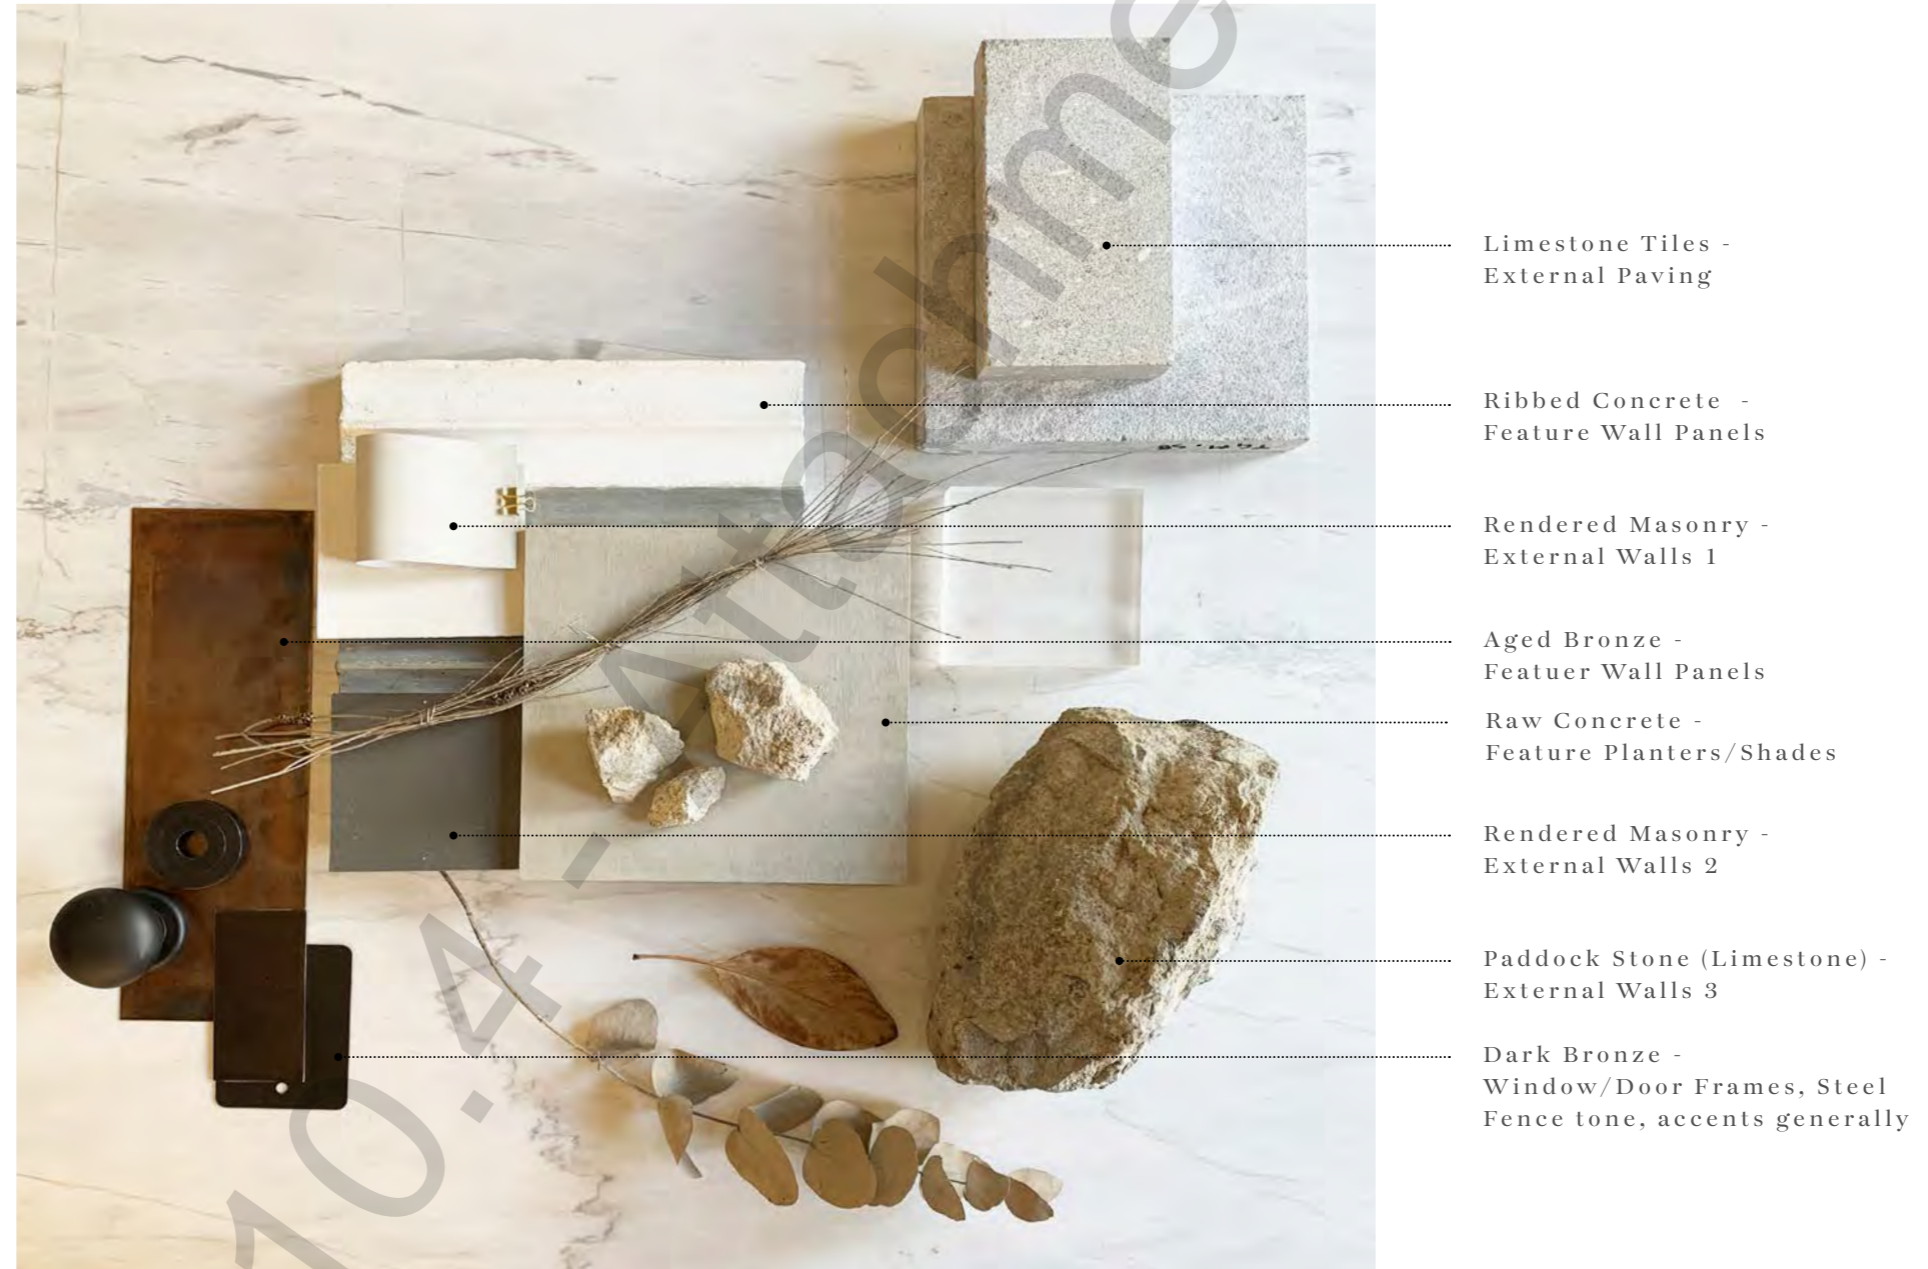 Limestone Tiles -
External Paving
Ribbed Concrete -
Feature Wall Panels
Rendered Masonry -
External Walls 1
Aged Bronze -
Featuer Wall Panels
Raw Concrete -
Feature Planters/Shades
Rendered Masonry -
External Walls 2
Paddock Stone (Limestone) -
External Walls 3
Dark Bronze -
Window/Door Frames, Steel
Fence tone, accents generally
10.4 - Attachme